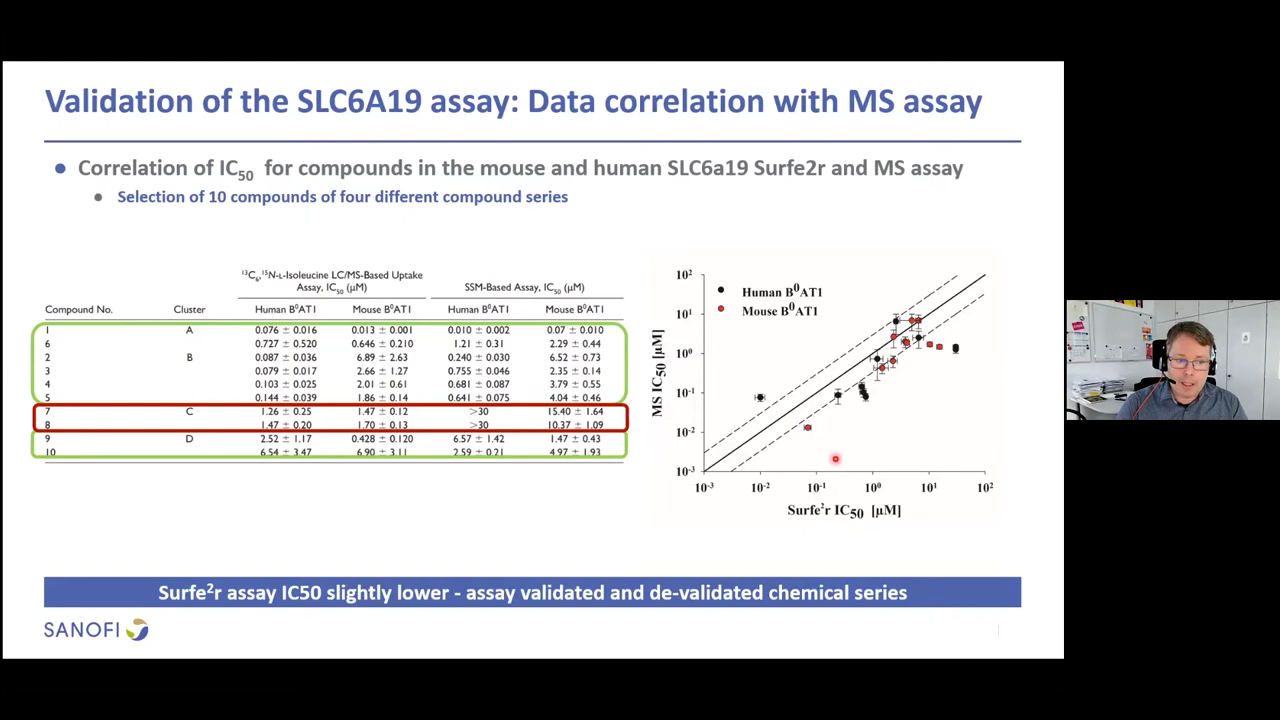 Validation of the SLC6A19 assay: Data correlation with MS assay
● Correlation of IC50 for compounds in the mouse and human SLC6a19 Surfe2r and MS assay
● Selection of 10 compounds of four different compound series
13C6,15N-L-Isoleucine LC/MS-Based Uptake
Assay, IC50 (μM) SSM-Based Assay, IC50 (μM)
Compound No. Cluster Human B0AT1 Mouse B0AT1 Human B0AT1 Mouse B0AT1
1 A 0.076 ± 0.016 0.013 ± 0.001 0.010 ± 0.002 0.07 ± 0.010
6 0.727 ± 0.520 0.646 ± 0.210 1.21 ± 0.31 2.29 ± 0.44
2 B 0.087 ± 0.036 6.89 ± 2.63 0.240 ± 0.030 6.52 ± 0.73
3 0.079 ± 0.017 2.66 ± 1.27 0.755 ± 0.046 2.35 ± 0.14
4 0.103 ± 0.025 2.01 ± 0.61 0.681 ± 0.087 3.79 ± 0.55
5 0.144 ± 0.039 1.86 ± 0.14 0.641 ± 0.075 4.04 ± 0.46
7 C 1.26 ± 0.25 1.47 ± 0.12 >30 15.40 ± 1.64
8 1.47 ± 0.20 1.70 ± 0.13 >30 10.37 ± 1.09
9 D 2.52 ± 1.17 0.428 ± 0.120 6.57 ± 1.42 1.47 ± 0.43
10 6.54 ± 3.47 6.90 ± 3.11 2.59 ± 0.21 4.97 ± 1.93
Human B0AT1
Mouse B0AT1
MS IC50 [μM]
10²
10¹
10⁰
10⁻¹
10⁻²
10⁻³
10⁻³ 10⁻² 10⁻¹ 10⁰ 10¹ 10²
Surfe²r IC50 [μM]
Surfe²r assay IC50 slightly lower - assay validated and de-validated chemical series
SANOFI